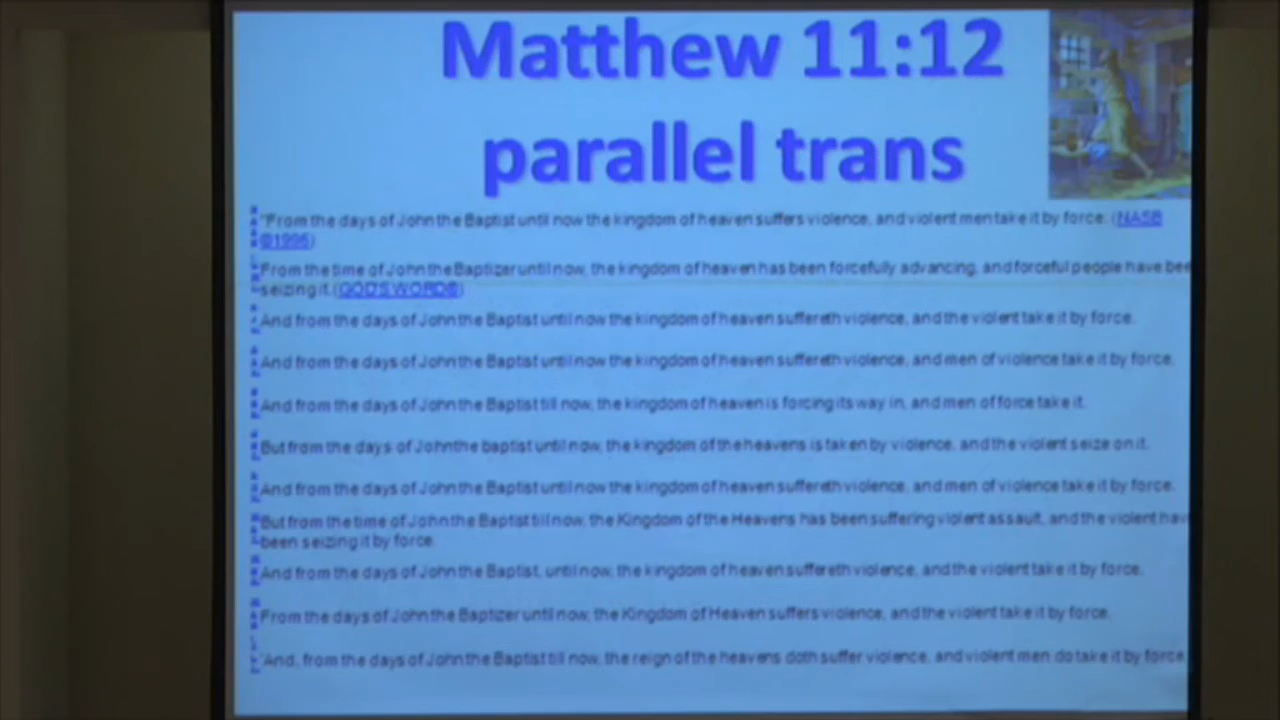 Matthew 11:12
parallel trans
"From the days of John the Baptist until now the kingdom of heaven suffers violence, and violent men take it by force. (NASB
©1995)
From the time of John the Baptizer until now, the kingdom of heaven has been forcefully advancing, and forceful people have been
seizing it. (GOD'S WORD®)
And from the days of John the Baptist until now the kingdom of heaven suffereth violence, and the violent take it by force.
And from the days of John the Baptist until now the kingdom of heaven suffereth violence, and men of violence take it by force.
And from the days of John the Baptist till now, the kingdom of heaven is forcing its way in, and men of force take it.
But from the days of John the baptist until now, the kingdom of the heavens is taken by violence, and the violent seize on it.
And from the days of John the Baptist until now the kingdom of heaven suffereth violence, and men of violence take it by force.
But from the time of John the Baptist till now, the Kingdom of the Heavens has been suffering violent assault, and the violent hav
been seizing it by force.
And from the days of John the Baptist, until now, the kingdom of heaven suffereth violence, and the violent take it by force.
From the days of John the Baptizer until now, the Kingdom of Heaven suffers violence, and the violent take it by force.
'And, from the days of John the Baptist till now, the reign of the heavens doth suffer violence, and violent men do take it by force